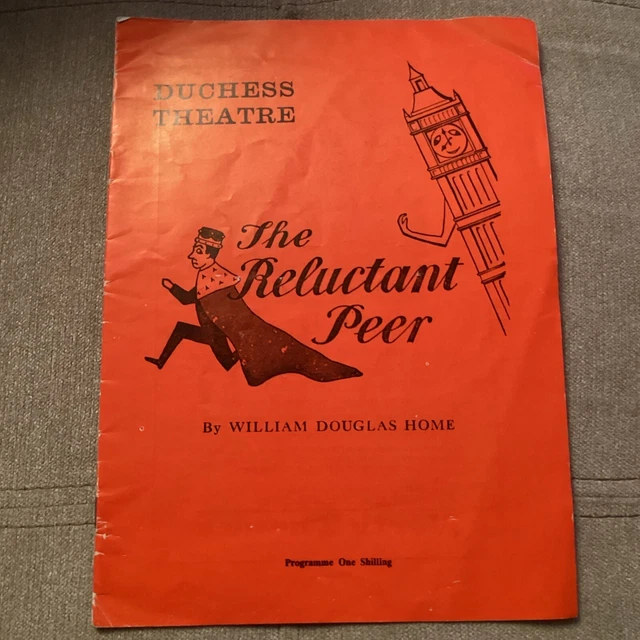 DUCHESS
THEATRE
The
Reluctant
Peer
By WILLIAM DOUGLAS HOME
Programme One Shilling